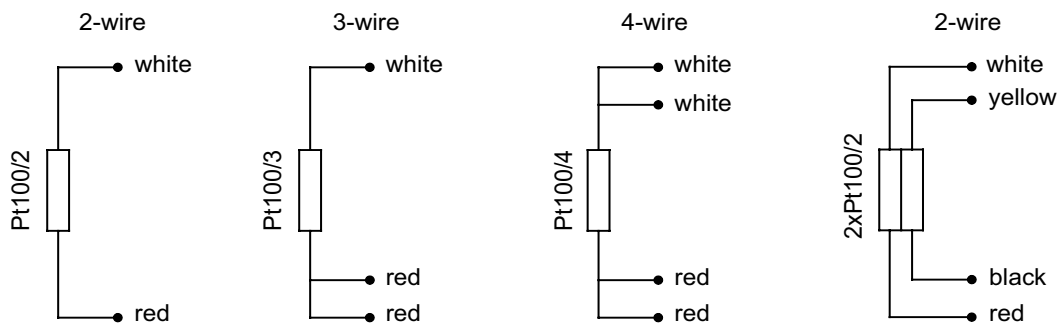 2-wire
white
Pt100/2
red
3-wire
white
Pt100/3
red
red
4-wire
white
white
Pt100/4
red
red
2-wire
white
yellow
2xPt100/2
black
red